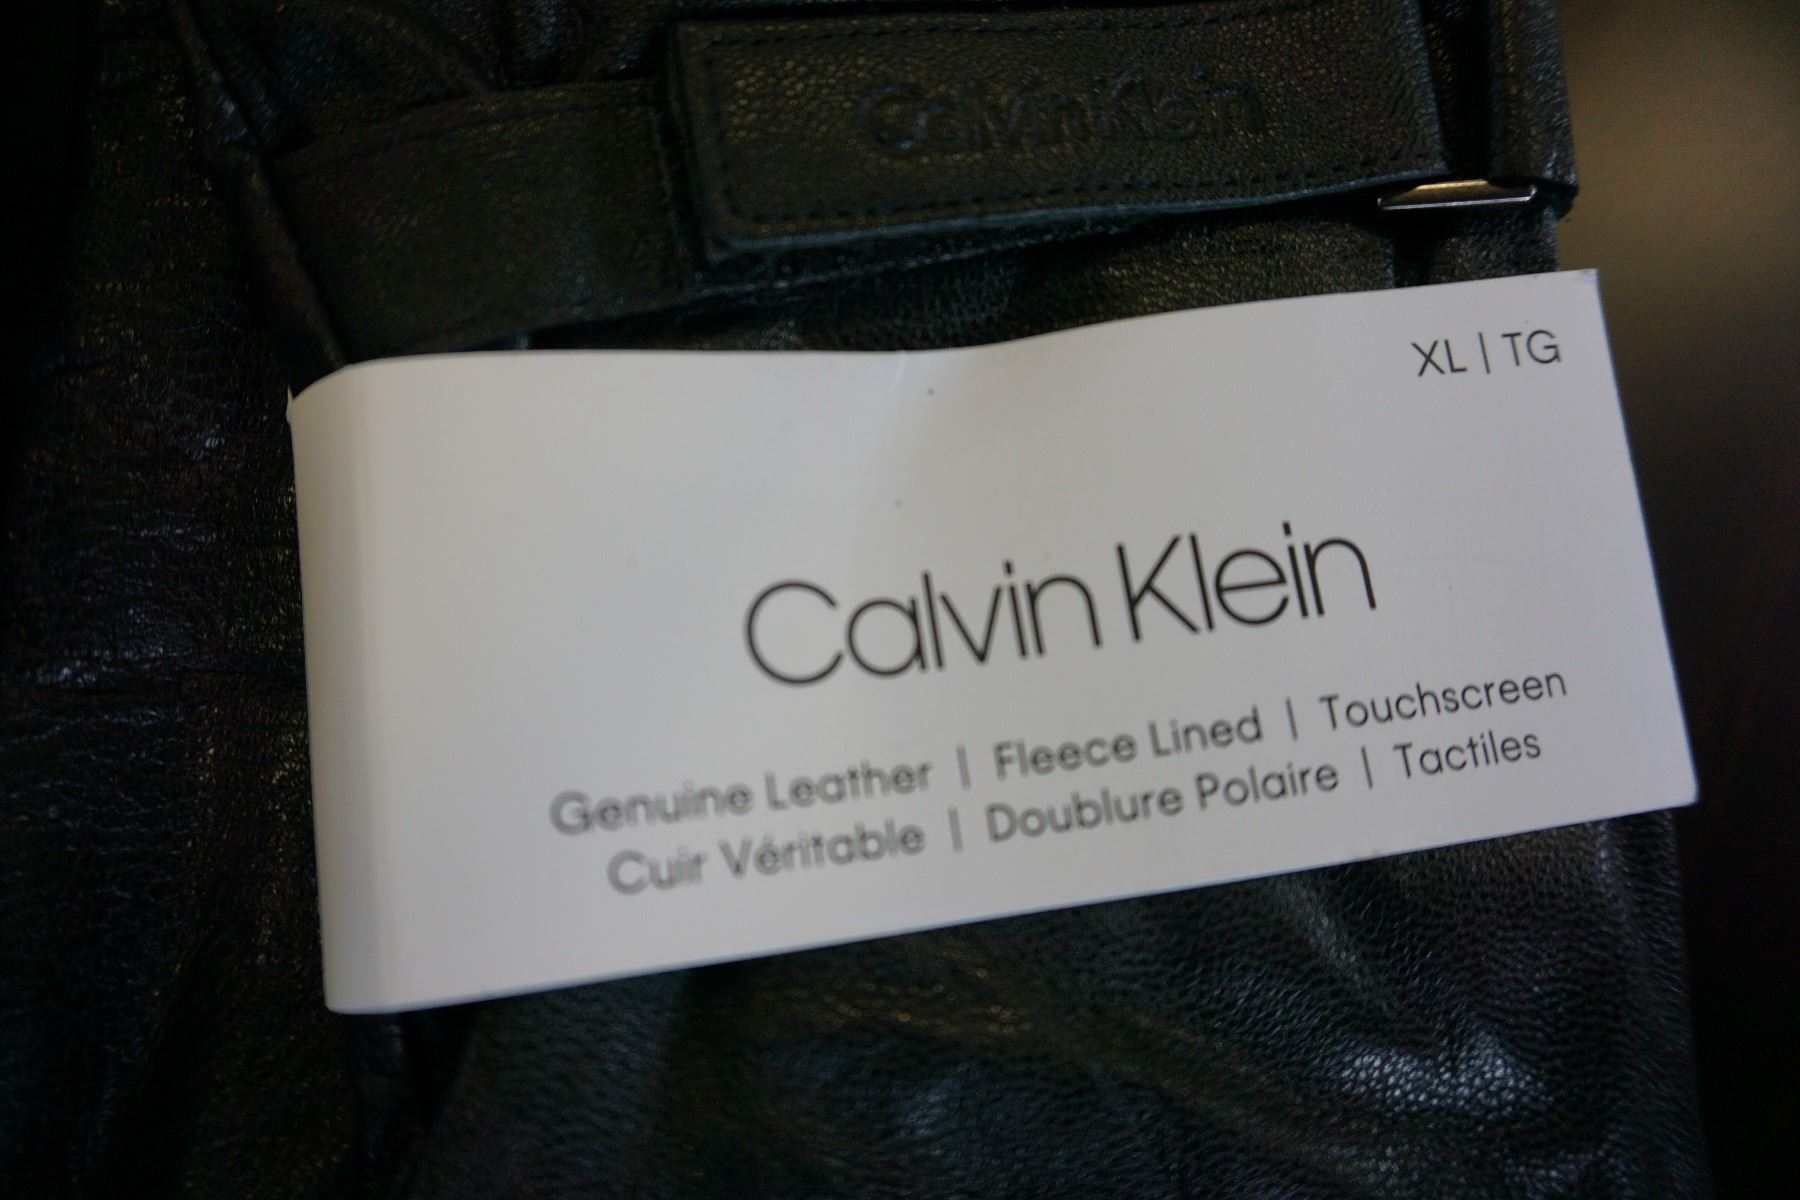 Calvin Klein
XL | TG
Calvin Klein
Genuine Leather | Fleece Lined | Touchscreen
Cuir Véritable | Doublure Polaire | Tactiles